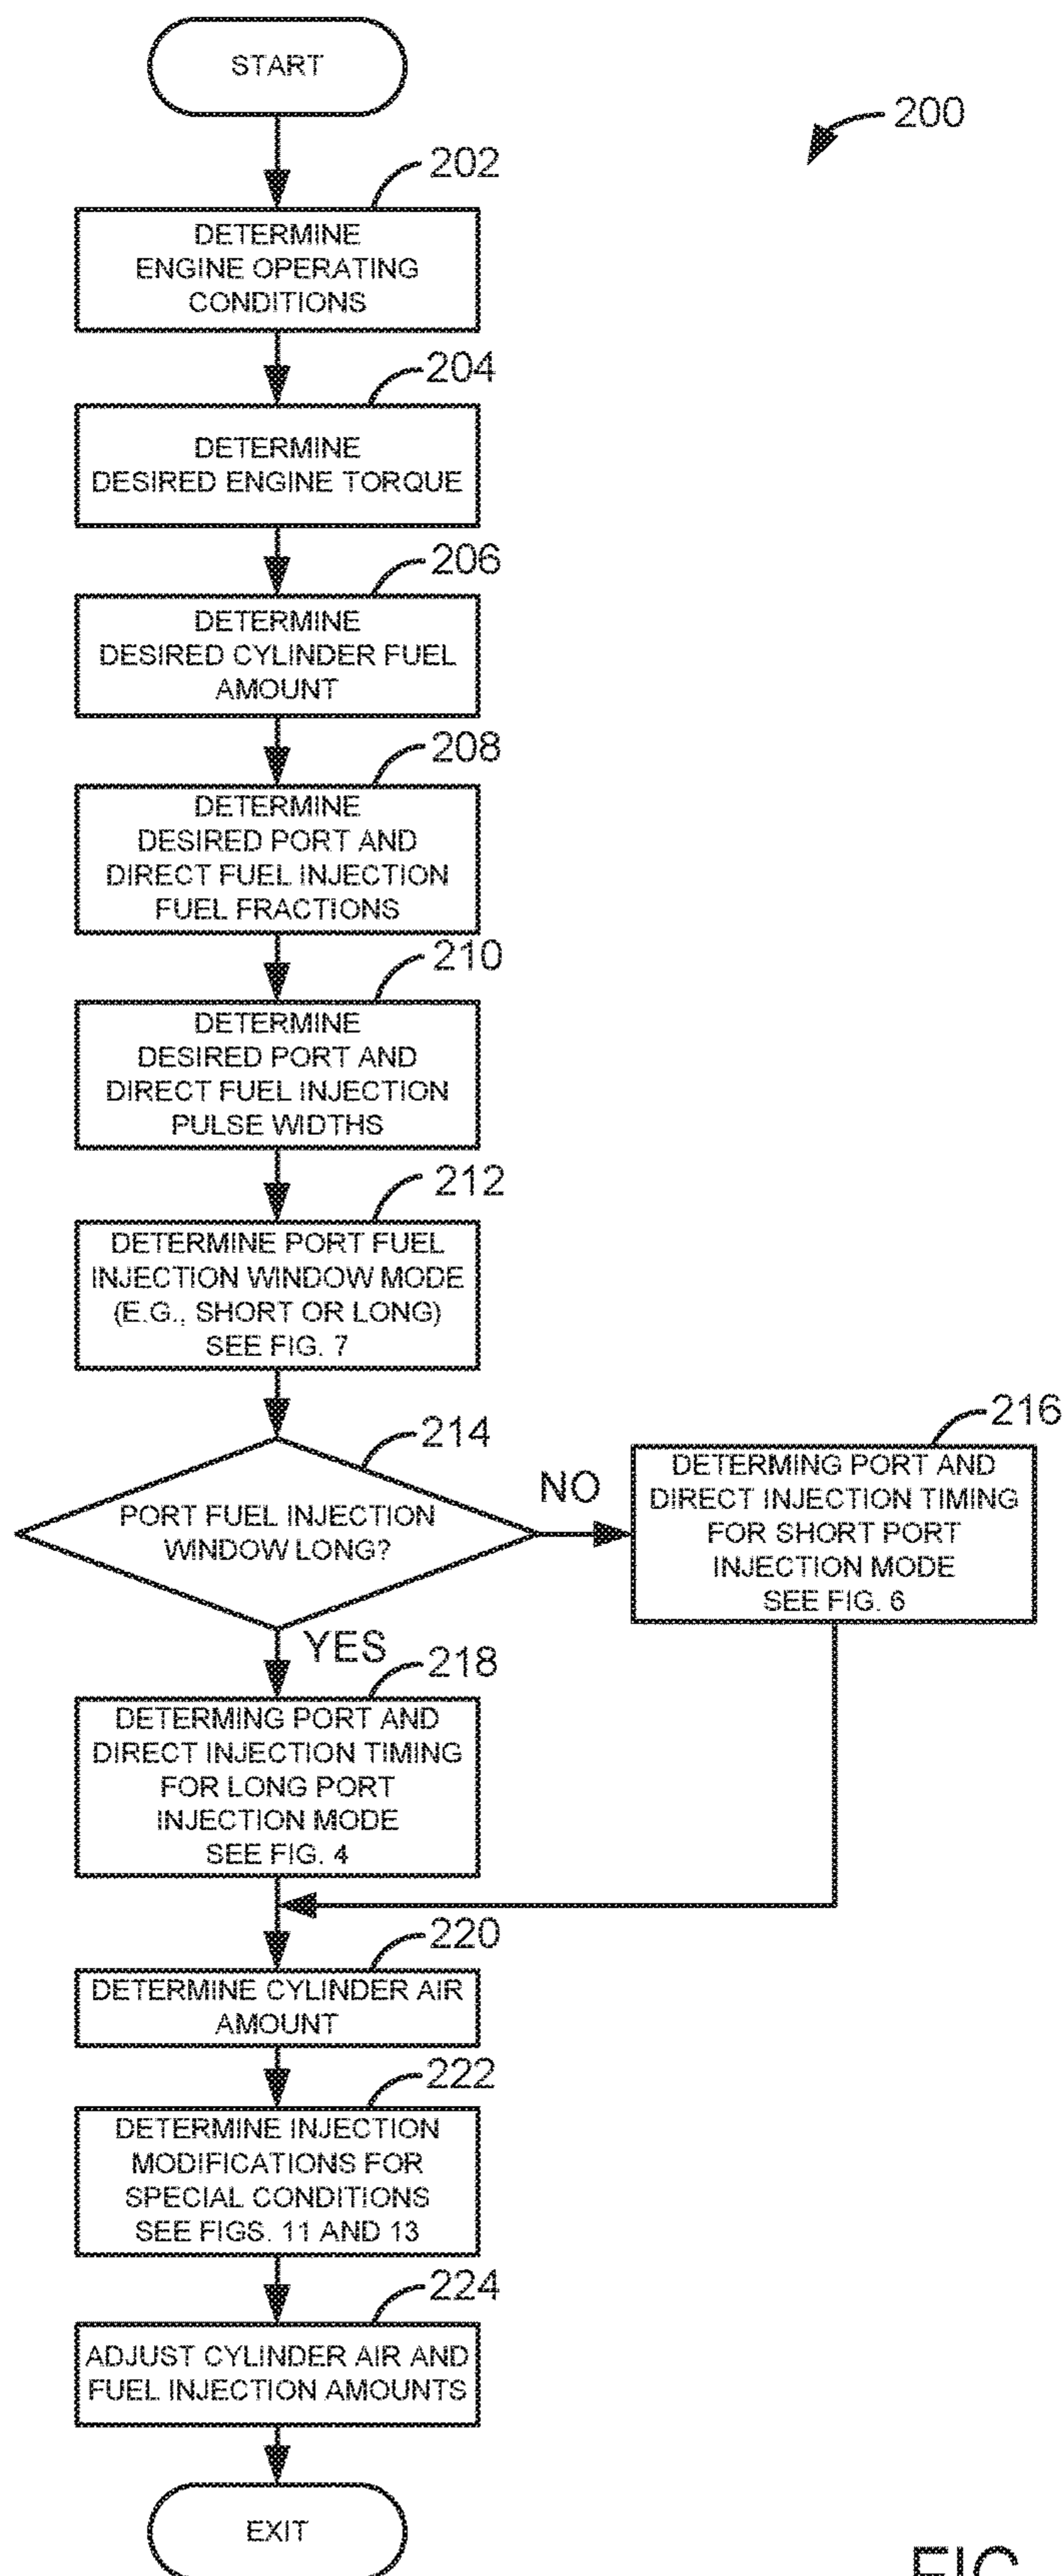 START
200
202
DETERMINE
ENGINE OPERATING
CONDITIONS
204
DETERMINE
DESIRED ENGINE TORQUE
206
DETERMINE
DESIRED CYLINDER FUEL
AMOUNT
208
DETERMINE
DESIRED PORT AND
DIRECT FUEL INJECTION
FUEL FRACTIONS
210
DETERMINE
DESIRED PORT AND
DIRECT FUEL INJECTION
PULSE WIDTHS
212
DETERMINE PORT FUEL
INJECTION WINDOW MODE
(E.G., SHORT OR LONG)
SEE FIG. 7
214
PORT FUEL INJECTION
WINDOW LONG?
NO
216
DETERMING PORT AND
DIRECT INJECTION TIMING
FOR SHORT PORT
INJECTION MODE
SEE FIG. 6
YES
218
DETERMING PORT AND
DIRECT INJECTION TIMING
FOR LONG PORT
INJECTION MODE
SEE FIG. 4
220
DETERMINE CYLINDER AIR
AMOUNT
222
DETERMINE INJECTION
MODIFICATIONS FOR
SPECIAL CONDITIONS
SEE FIGS. 11 AND 13
224
ADJUST CYLINDER AIR AND
FUEL INJECTION AMOUNTS
EXIT
FIG